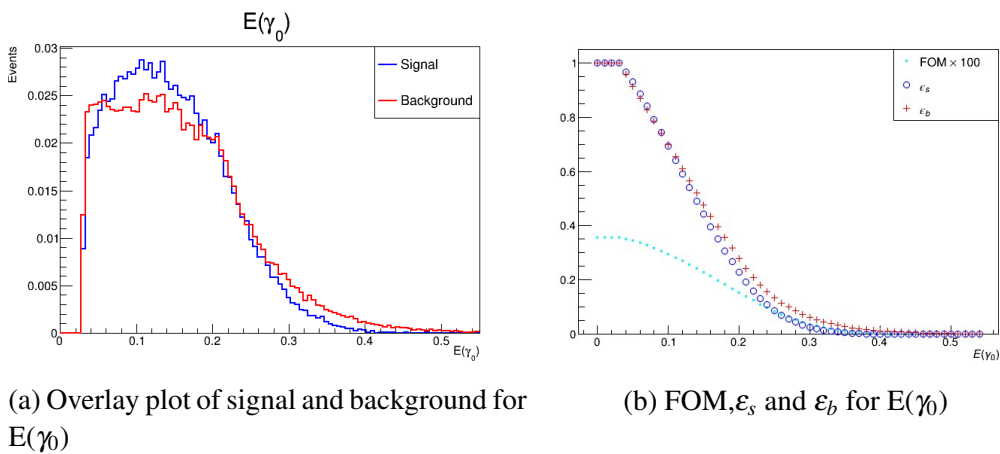 E(γ₀)
Events
0.03
0.025
0.02
0.015
0.01
0.005
0
Signal
Background
0 0.1 0.2 0.3 0.4 0.5
E(γ₀)
1
0.8
0.6
0.4
0.2
0
FOM × 100
ϵₛ
ϵ_b
0 0.1 0.2 0.3 0.4 0.5
E(γ₀)
(a) Overlay plot of signal and background for
E(γ₀)
(b) FOM,εₛ and ε_b for E(γ₀)